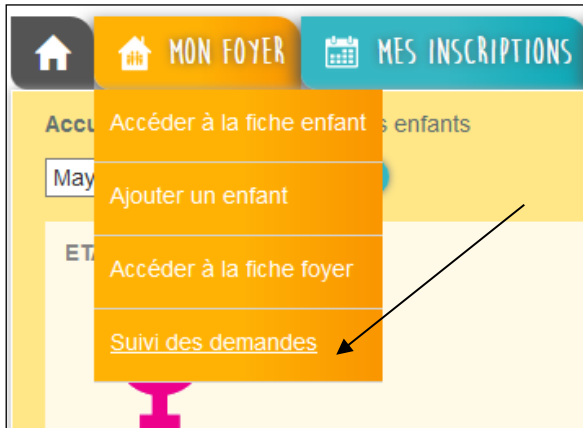 MON FOYER
MES INSCRIPTIONS
Accu
s enfants
May
ETA
Accéder à la fiche enfant
Ajouter un enfant
Accéder à la fiche foyer
Suivi des demandes